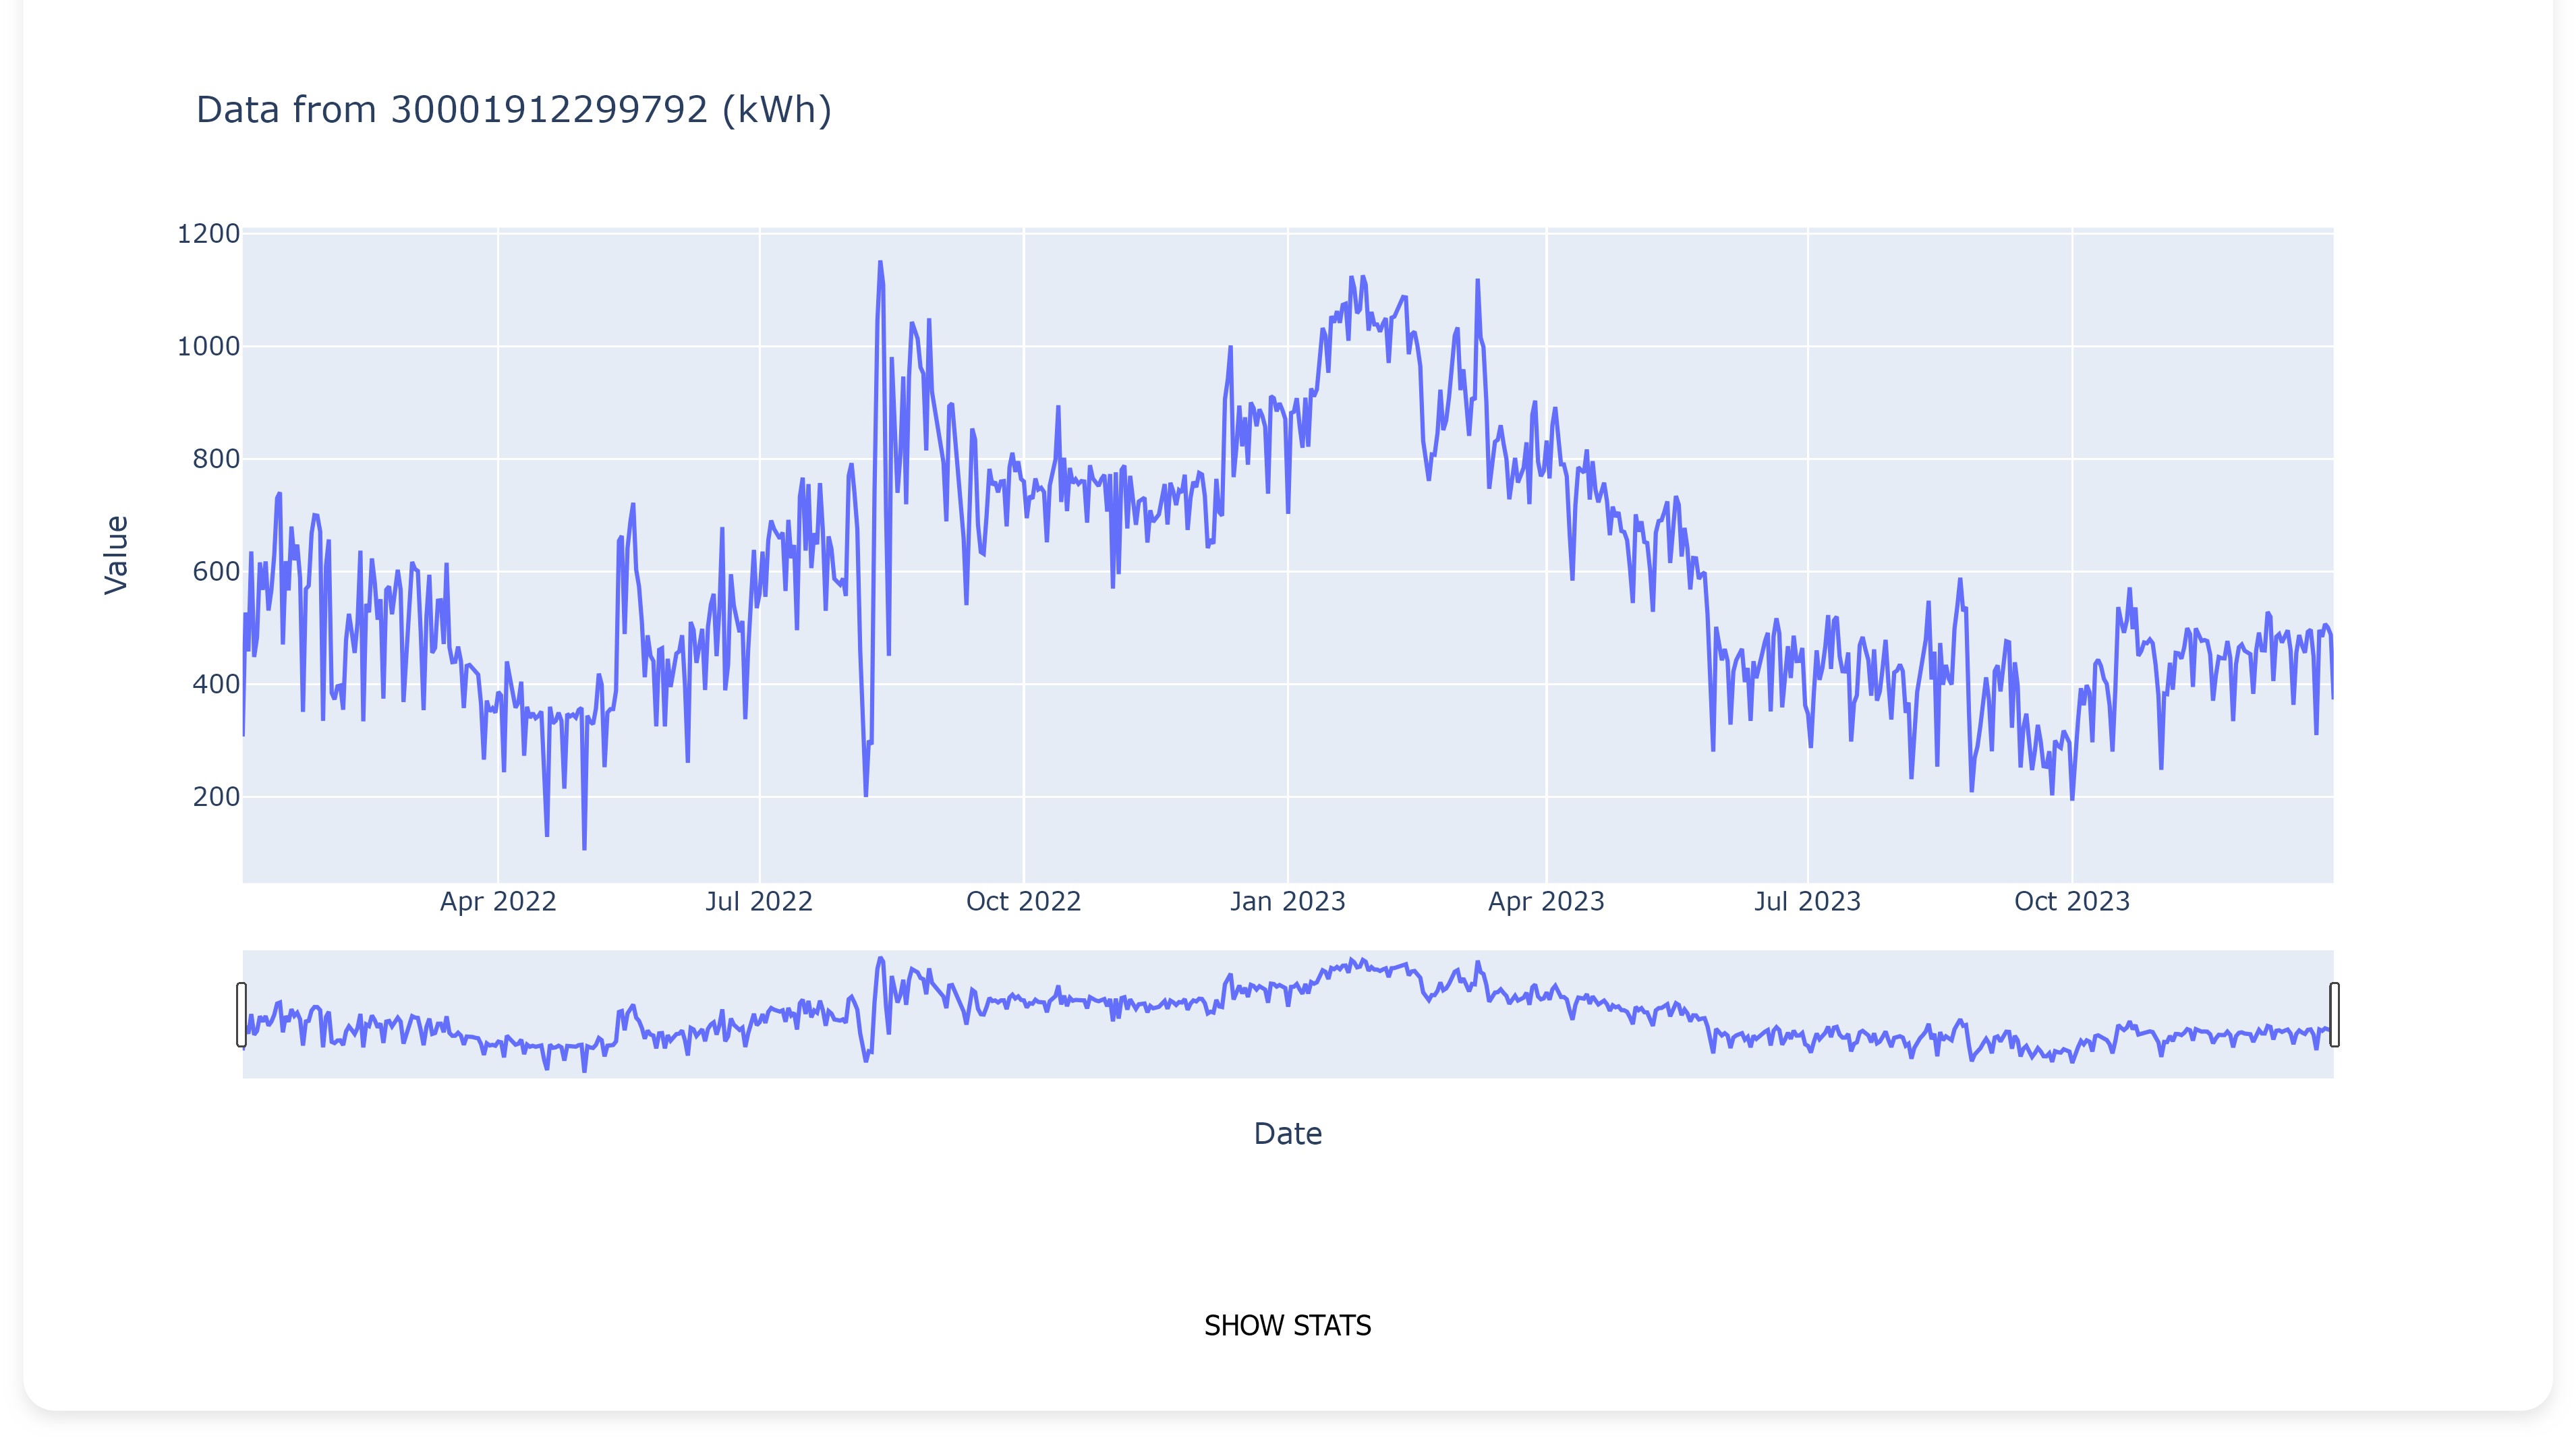 Data from 30001912299792 (kWh)
1200
1000
800
600
400
200
Value
Apr 2022 Jul 2022 Oct 2022 Jan 2023 Apr 2023 Jul 2023 Oct 2023
Date
SHOW STATS